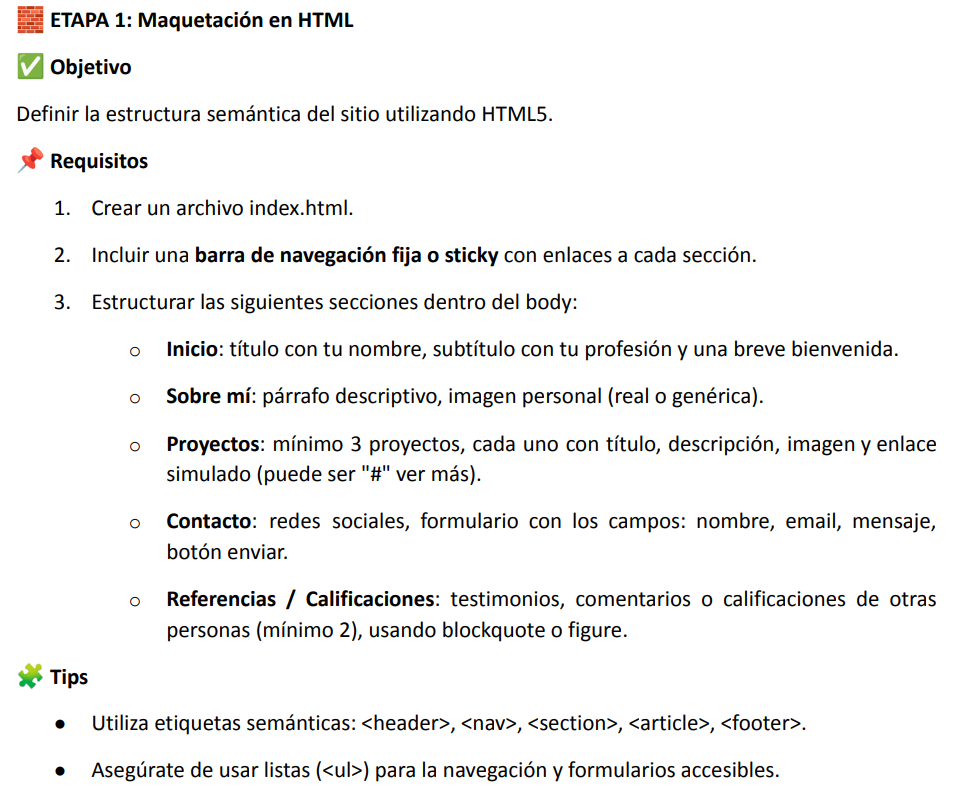 🧱 ETAPA 1: Maquetación en HTML
✅ Objetivo
Definir la estructura semántica del sitio utilizando HTML5.
📌 Requisitos
1. Crear un archivo index.html.
2. Incluir una barra de navegación fija o sticky con enlaces a cada sección.
3. Estructurar las siguientes secciones dentro del body:
o Inicio: título con tu nombre, subtítulo con tu profesión y una breve bienvenida.
o Sobre mí: párrafo descriptivo, imagen personal (real o genérica).
o Proyectos: mínimo 3 proyectos, cada uno con título, descripción, imagen y enlace
simulado (puede ser "#" ver más).
o Contacto: redes sociales, formulario con los campos: nombre, email, mensaje,
botón enviar.
o Referencias / Calificaciones: testimonios, comentarios o calificaciones de otras
personas (mínimo 2), usando blockquote o figure.
🧩 Tips
● Utiliza etiquetas semánticas: <header>, <nav>, <section>, <article>, <footer>.
● Asegúrate de usar listas (<ul>) para la navegación y formularios accesibles.